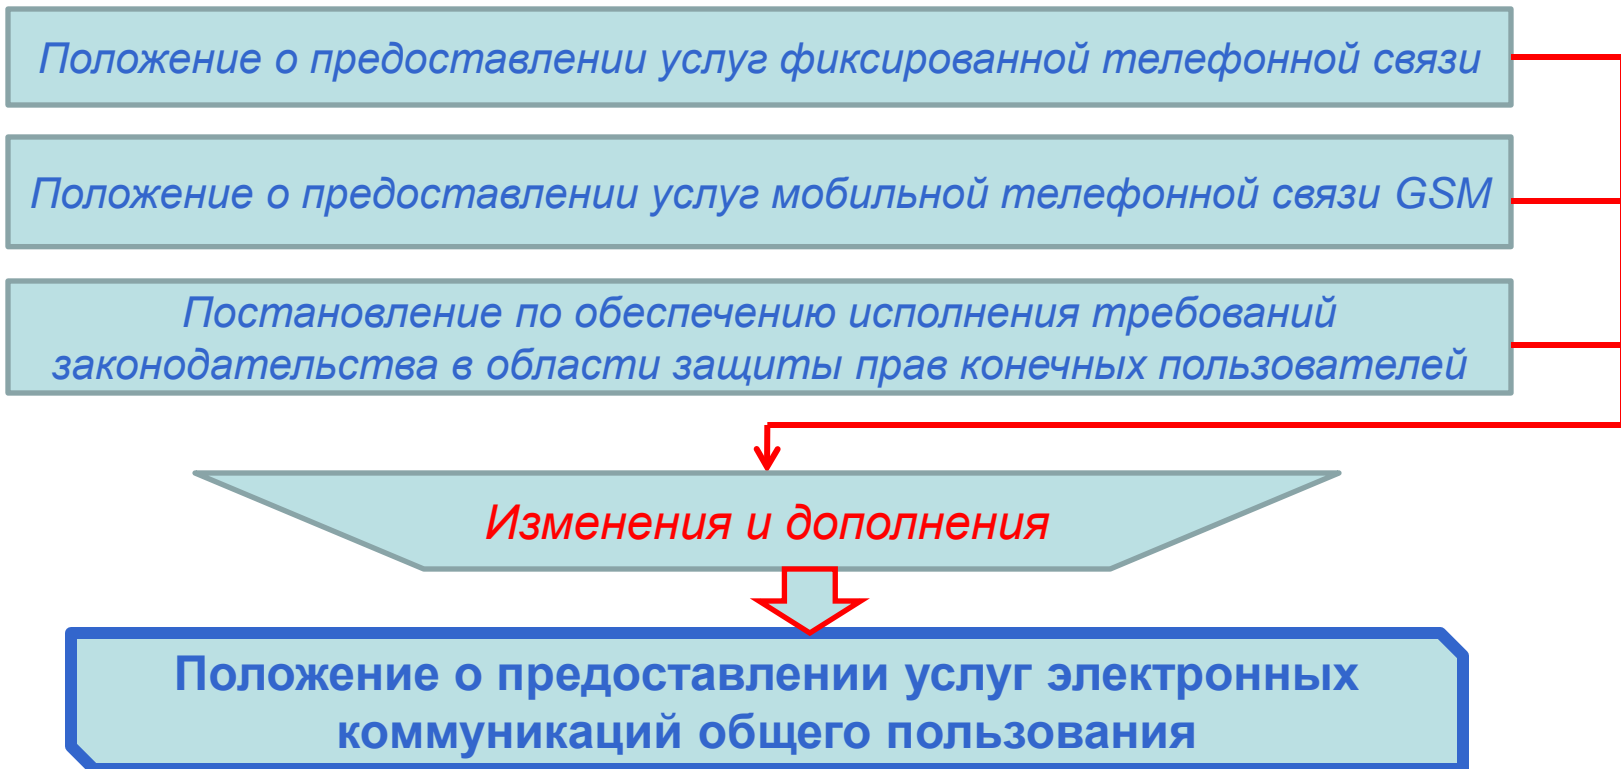 Положение о предоставлении услуг фиксированной телефонной связи
Положение о предоставлении услуг мобильной телефонной связи GSM
Постановление по обеспечению исполнения требований
законодательства в области защиты прав конечных пользователей
Изменения и дополнения
Положение о предоставлении услуг электронных
коммуникаций общего пользования